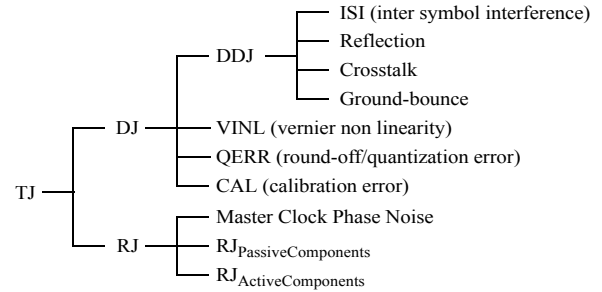 ISI (inter symbol interference)
Reflection
DDJ
Crosstalk
Ground-bounce
DJ
VINL (vernier non linearity)
QERR (round-off/quantization error)
CAL (calibration error)
TJ
Master Clock Phase Noise
RJ
RJPassiveComponents
RJActiveComponents